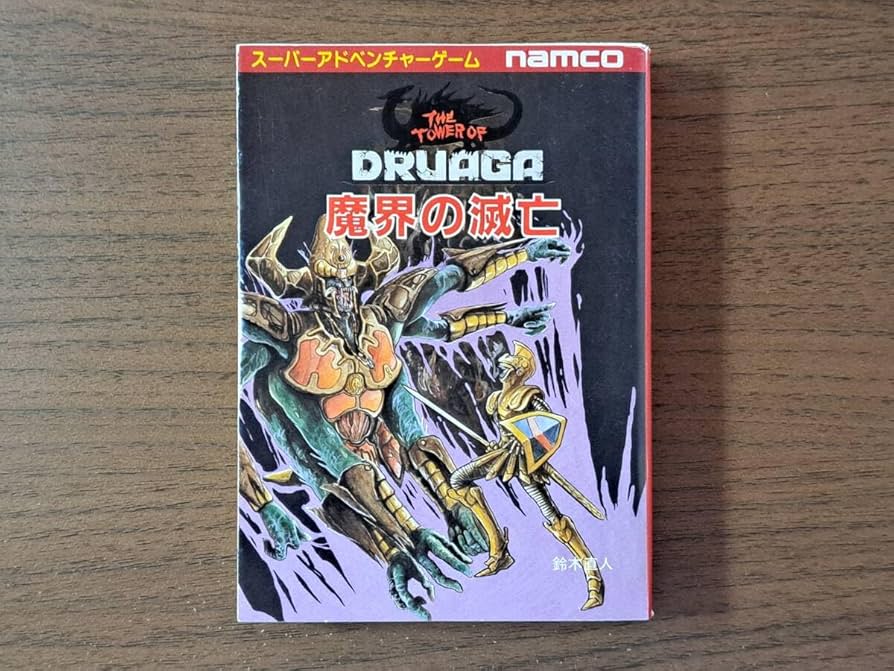 スーパーアドベンチャーゲーム namco
THE
TOWER OF
DRUAGA
魔界の滅亡
鈴木直人